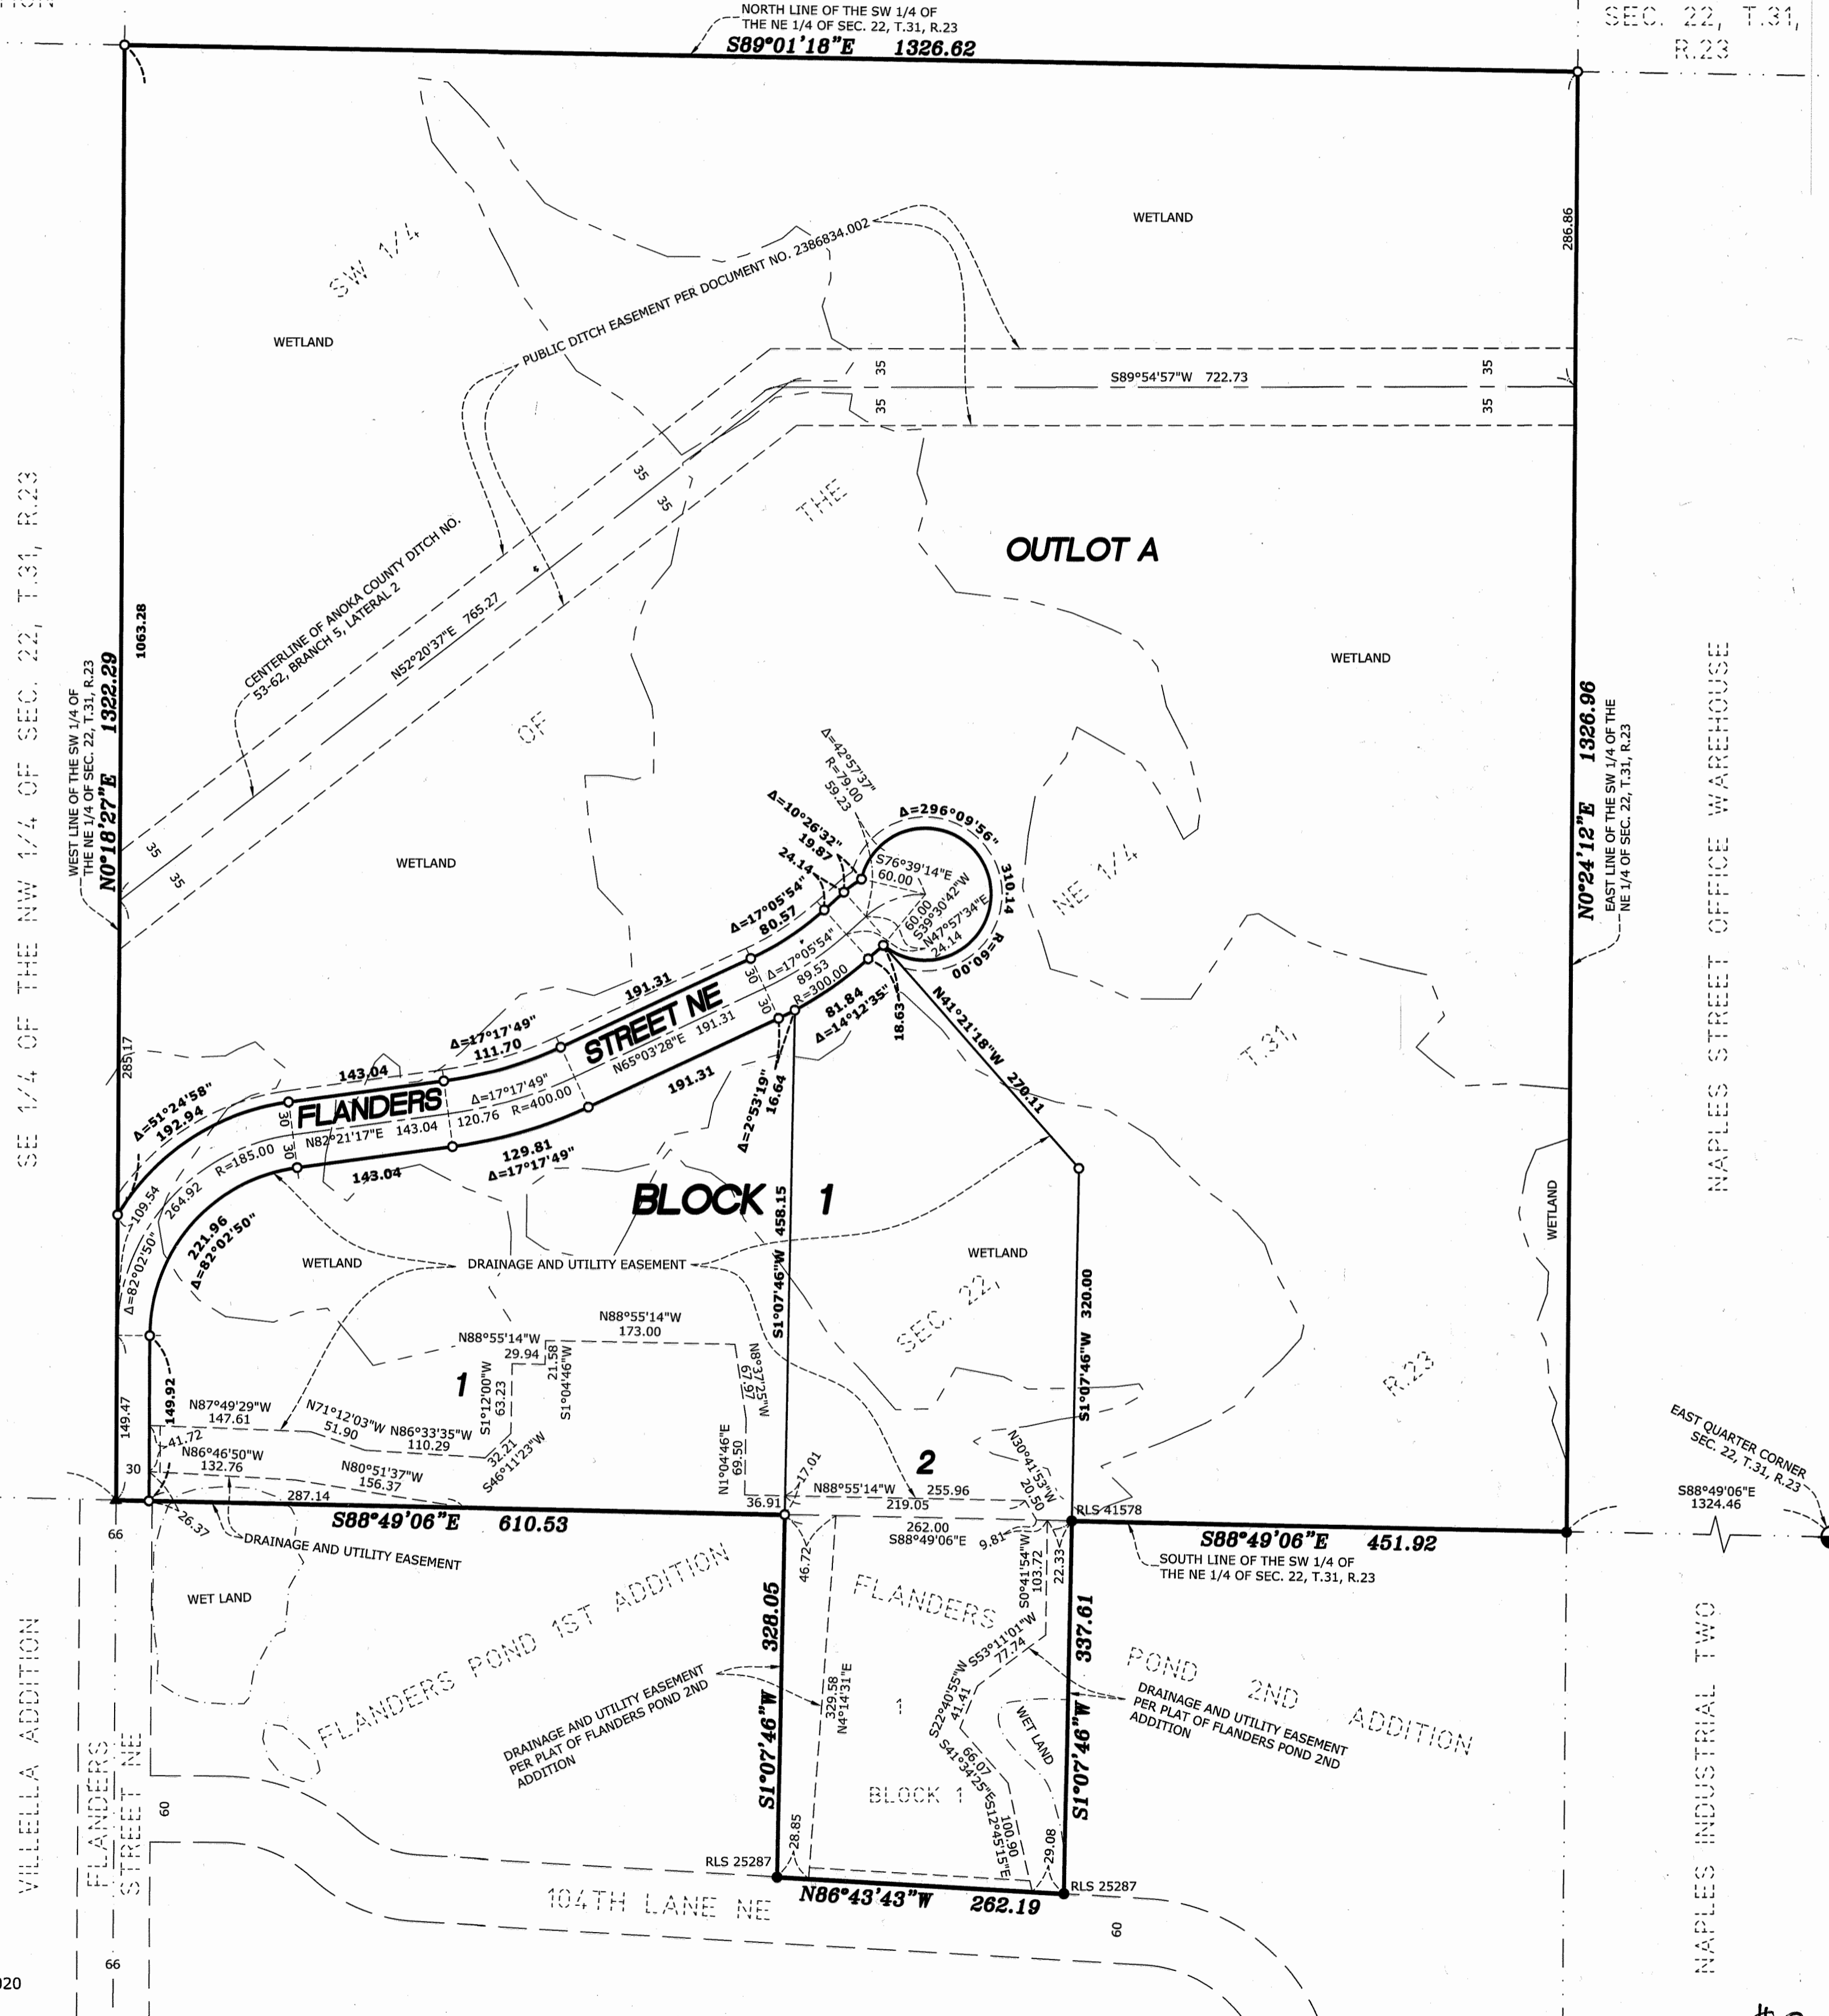 NORTH LINE OF THE SW 1/4 OF
THE NE 1/4 OF SEC. 22, T.31, R.23
S89°01'18"E 1326.62
SEC. 22, T.31,
R.23
286.86
WETLAND
SW 1/4
WETLAND
PUBLIC DITCH EASEMENT PER DOCUMENT NO. 2386834.002
35
35
S89°54'57"W 722.73
35
35
35
35
THE
OUTLOT A
CENTERLINE OF ANOKA COUNTY DITCH NO.
53-62, BRANCH 5, LATERAL 2
N52°20'37"E 765.27
OF
WETLAND
SE 1/4 OF THE NW 1/4 OF SEC. 22, T.31, R.23
WEST LINE OF THE SW 1/4 OF
THE NE 1/4 OF SEC. 22, T.31, R.23
N0°18'27"E 1322.29
1063.28
35
35
WETLAND
NE 1/4
N0°24'12"E 1326.96
EAST LINE OF THE SW 1/4 OF THE
NE 1/4 OF SEC. 22, T.31, R.23
NAPLES STREET OFFICE WAREHOUSE
Δ=42°57'37"
R=79.00
59.23
Δ=10°26'32"
19.87
24.14
Δ=296°09'56"
310.14
R=60.00
S76°39'14"E
60.00
60.00
S39°30'42"W
N47°57'34"E
24.14
Δ=17°05'54"
80.57
Δ=17°05'54"
89.53
R=300.00
81.84
Δ=14°12'35"
18.63
N41°21'18"W 270.11
T.31,
191.31
STREET NE
30
30
N65°03'28"E 191.31
191.31
Δ=2°53'19"
16.64
Δ=17°17'49"
111.70
Δ=17°17'49"
120.76 R=400.00
129.81
Δ=17°17'49"
143.04
FLANDERS
30
30
N82°21'17"E 143.04
143.04
285.17
Δ=51°24'58"
192.94
R=185.00
109.54
264.92
Δ=82°02'50"
221.96
Δ=82°02'50"
BLOCK 1
S1°07'46"W 458.15
WETLAND
DRAINAGE AND UTILITY EASEMENT
WETLAND
WETLAND
S1°07'46"W 320.00
SEC. 22,
R.23
N88°55'14"W
173.00
N88°55'14"W
29.94
21.58
S1°04'46"W
S1°12'00"W
63.23
N8°37'25"W
67.97
1
149.47
149.92
N87°49'29"W
147.61
N71°12'03"W
51.90
N86°33'35"W
110.29
32.21
S46°11'23"W
N1°04'46"E
69.50
41.72
N86°46'50"W
132.76
N80°51'37"W
156.37
30
287.14
26.37
2
17.01
N88°55'14"W 255.96
219.05
36.91
N30°41'53"W
20.50
RLS 41578
EAST QUARTER CORNER
SEC. 22, T.31, R.23
S88°49'06"E
1324.46
66
S88°49'06"E 610.53
262.00
S88°49'06"E
9.81
S88°49'06"E 451.92
SOUTH LINE OF THE SW 1/4 OF
THE NE 1/4 OF SEC. 22, T.31, R.23
DRAINAGE AND UTILITY EASEMENT
WET LAND
46.72
S0°41'54"W
103.72
22.33
FLANDERS POND 1ST ADDITION
FLANDERS POND 2ND ADDITION
S1°07'46"W 328.05
S1°07'46"W 337.61
S53°11'01"W
77.74
S22°40'55"W
41.41
66.07
S41°34'25"E
S12°45'15"E
100.90
329.58
N4°14'31"E
WET LAND
1
BLOCK 1
DRAINAGE AND UTILITY EASEMENT
PER PLAT OF FLANDERS POND 2ND
ADDITION
DRAINAGE AND UTILITY EASEMENT
PER PLAT OF FLANDERS POND 2ND
ADDITION
VILLELLA ADDITION
FLANDERS
STREET NE
60
28.85
29.08
RLS 25287
RLS 25287
N86°43'43"W 262.19
104TH LANE NE
60
66
NAPLES INDUSTRIAL TWO
020